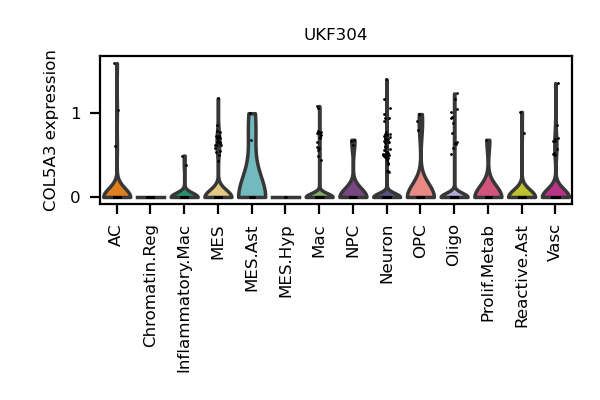 UKF304
COL5A3 expression
1
0
AC
Chromatin.Reg
Inflammatory.Mac
MES
MES.Ast
MES.Hyp
Mac
NPC
Neuron
OPC
Oligo
Prolif.Metab
Reactive.Ast
Vasc